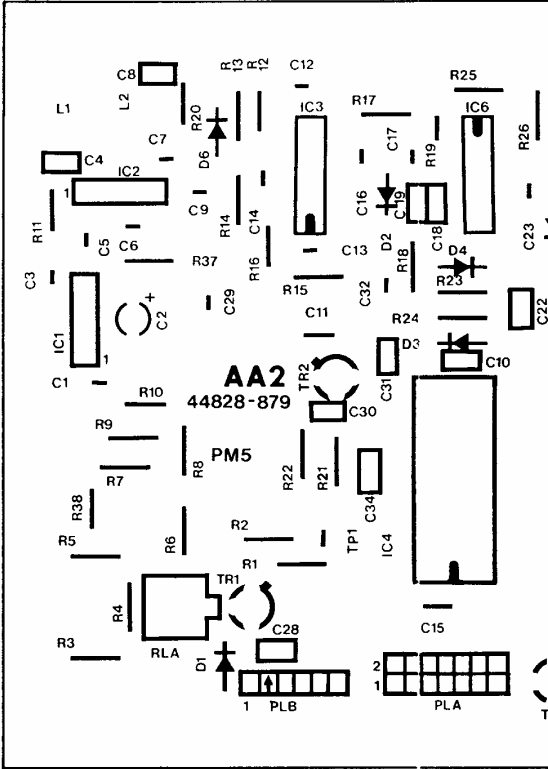 C8
R13
R12
C12
R25
L1
L2
R20
R17
IC3
IC6
R26
C7
D6
C17
R19
C4
IC2
1
R11
C9
R14
C14
C16
C19
D2
C18
C23
C5
C6
R37
R16
C13
R18
D4
C3
C29
R15
C32
R23
C2
+
C22
IC1
1
C11
R24
D3
C1
AA2
TR2
C31
C10
R10
44828-879
C30
R9
R8
PM5
R7
R22
R21
C34
R38
R5
R6
R2
TP1
IC4
R1
TR1
R4
C28
C15
R3
RLA
D1
2
1
1
PLB
PLA
T